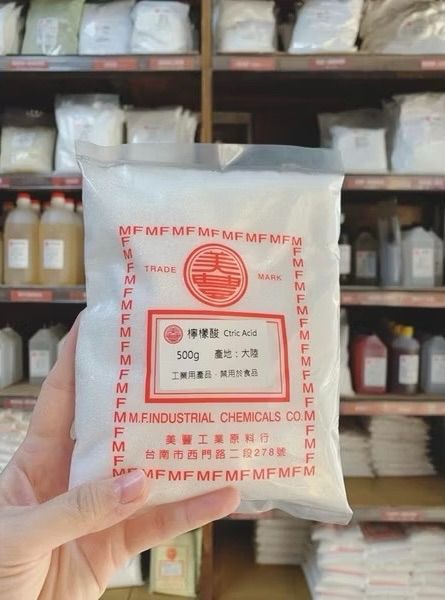 MFMFMFMFMFMFMFM
美豐
TRADE MARK
檸檬酸 Ctric Acid
500g 產地：大陸
工業用產品，禁用於食品
M.F.INDUSTRIAL CHEMICALS CO.
美豐工業原料行
台南市西門路二段278號